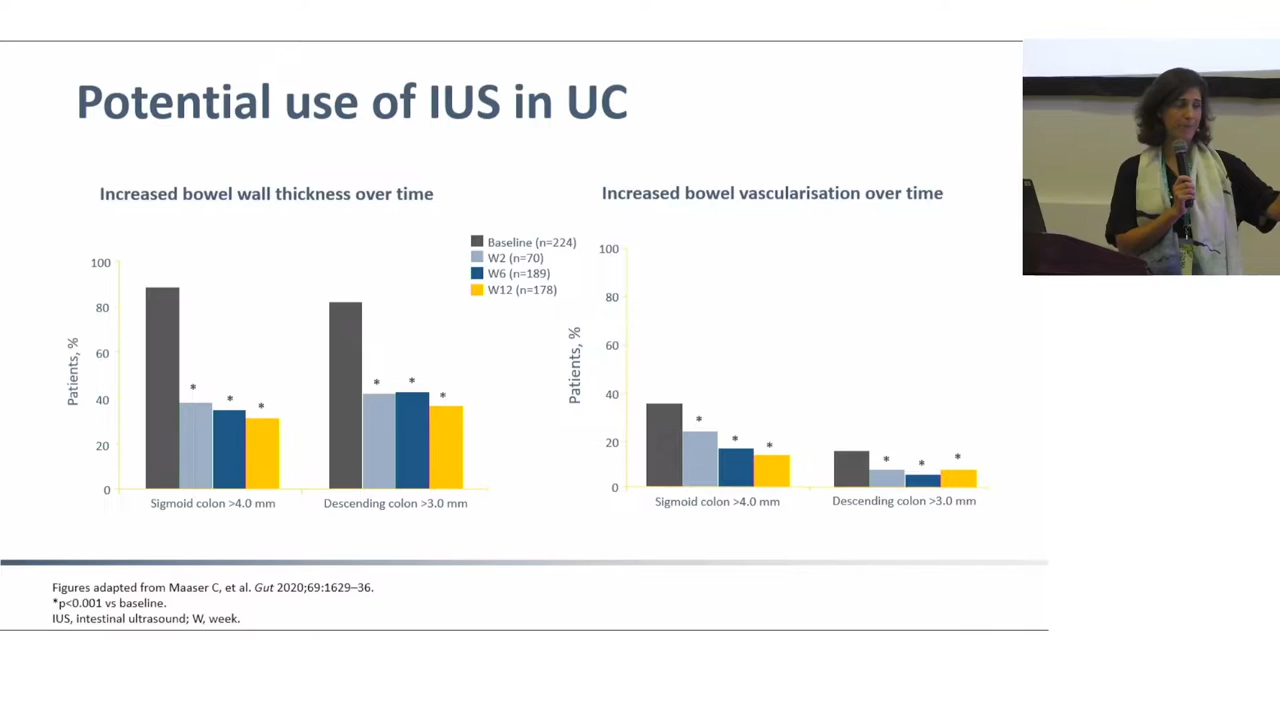 Potential use of IUS in UC
Increased bowel wall thickness over time
Baseline (n=224)
W2 (n=70)
W6 (n=189)
W12 (n=178)
Patients, %
100
80
60
40
20
0
*
*
*
*
*
*
Sigmoid colon >4.0 mm
Descending colon >3.0 mm
Increased bowel vascularisation over time
Patients, %
100
80
60
40
20
0
*
*
*
*
*
*
Sigmoid colon >4.0 mm
Descending colon >3.0 mm
Figures adapted from Maaser C, et al. Gut 2020;69:1629–36.
*p<0.001 vs baseline.
IUS, intestinal ultrasound; W, week.